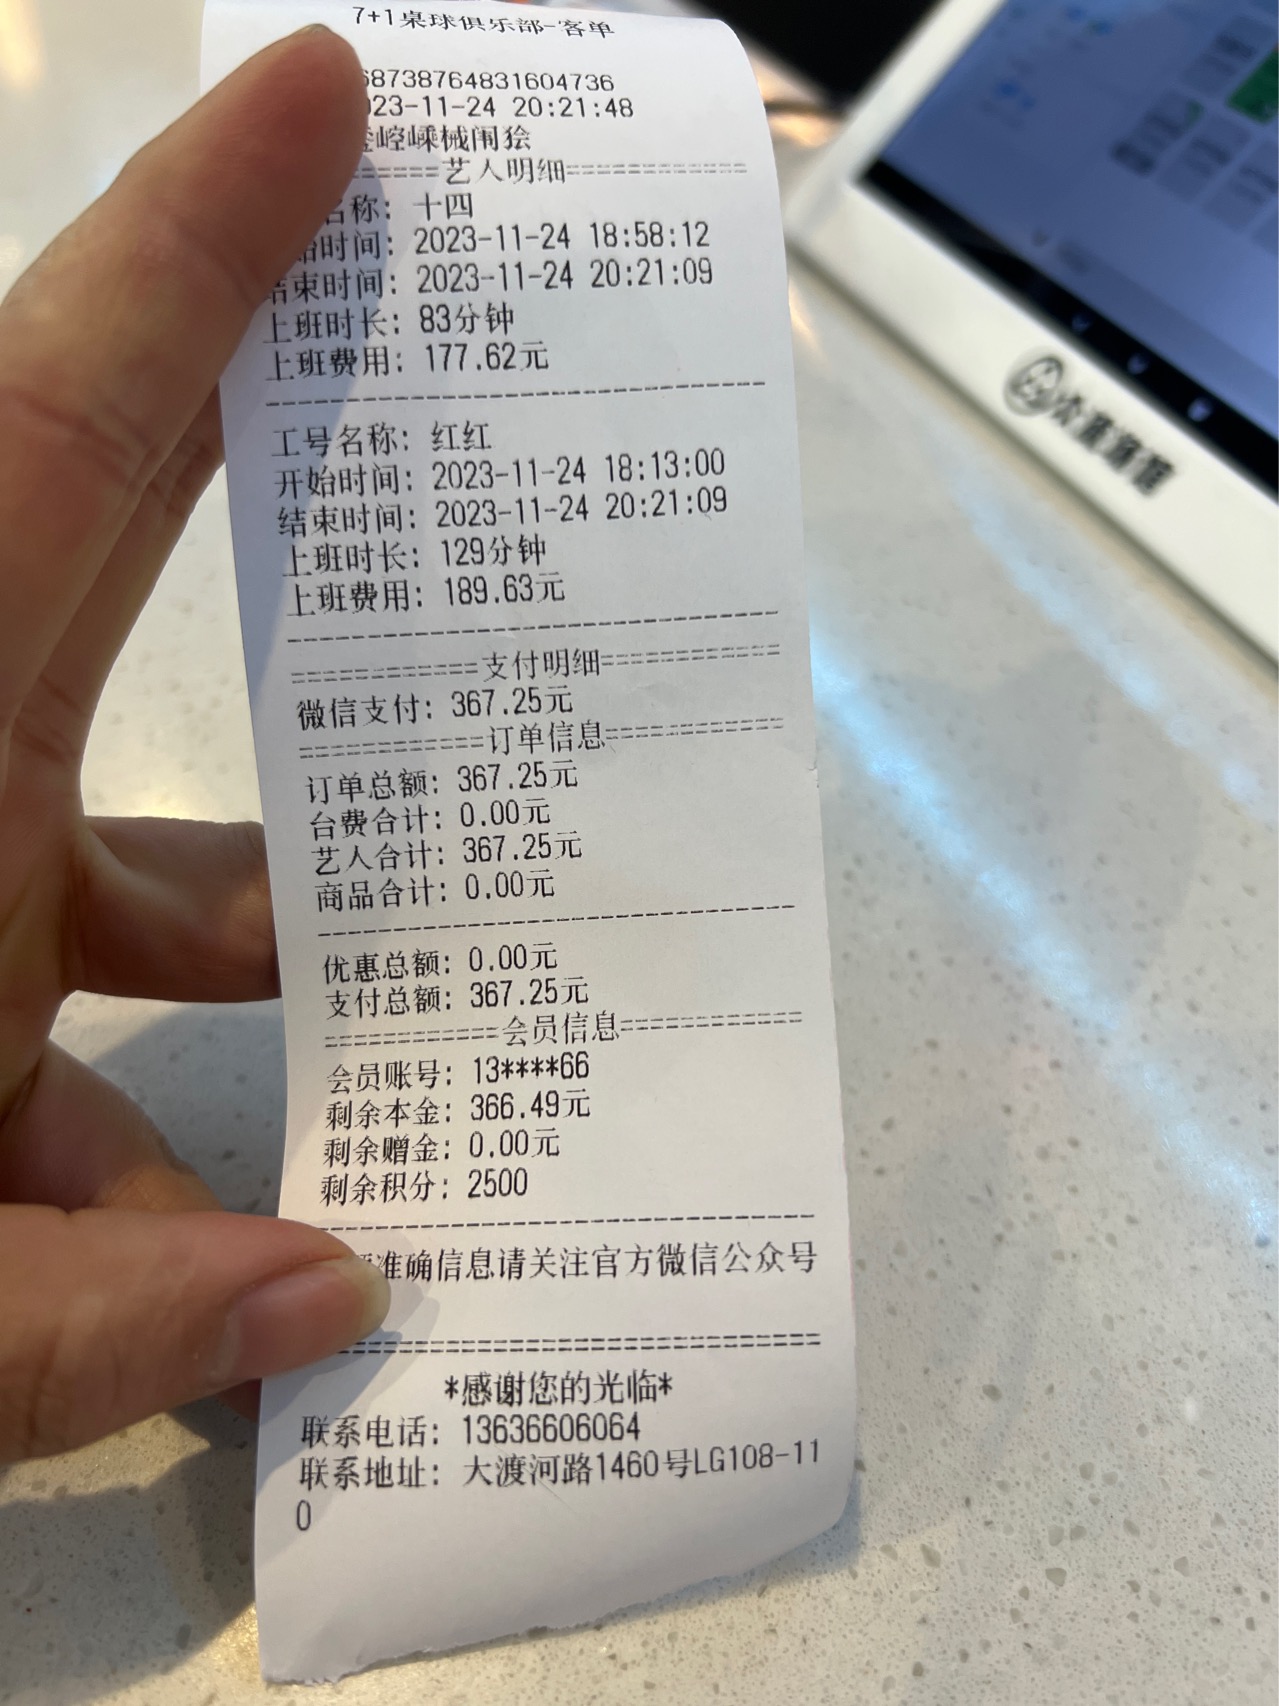 7+1桌球俱乐部-客单
68738764831604736
023-11-24 20:21:48
崆嵊械闱狯
======艺人明细============
名称: 十四
始时间: 2023-11-24 18:58:12
结束时间: 2023-11-24 20:21:09
上班时长: 83分钟
上班费用: 177.62元
--------------------------------
工号名称: 红红
开始时间: 2023-11-24 18:13:00
结束时间: 2023-11-24 20:21:09
上班时长: 129分钟
上班费用: 189.63元
--------------------------------
============支付明细============
微信支付: 367.25元
============订单信息============
订单总额: 367.25元
台费合计: 0.00元
艺人合计: 367.25元
商品合计: 0.00元
--------------------------------
优惠总额: 0.00元
支付总额: 367.25元
============会员信息============
会员账号: 13****66
剩余本金: 366.49元
剩余赠金: 0.00元
剩余积分: 2500
--------------------------------
准确信息请关注官方微信公众号
================================
*感谢您的光临*
联系电话: 13636606064
联系地址: 大渡河路1460号LG108-11
0